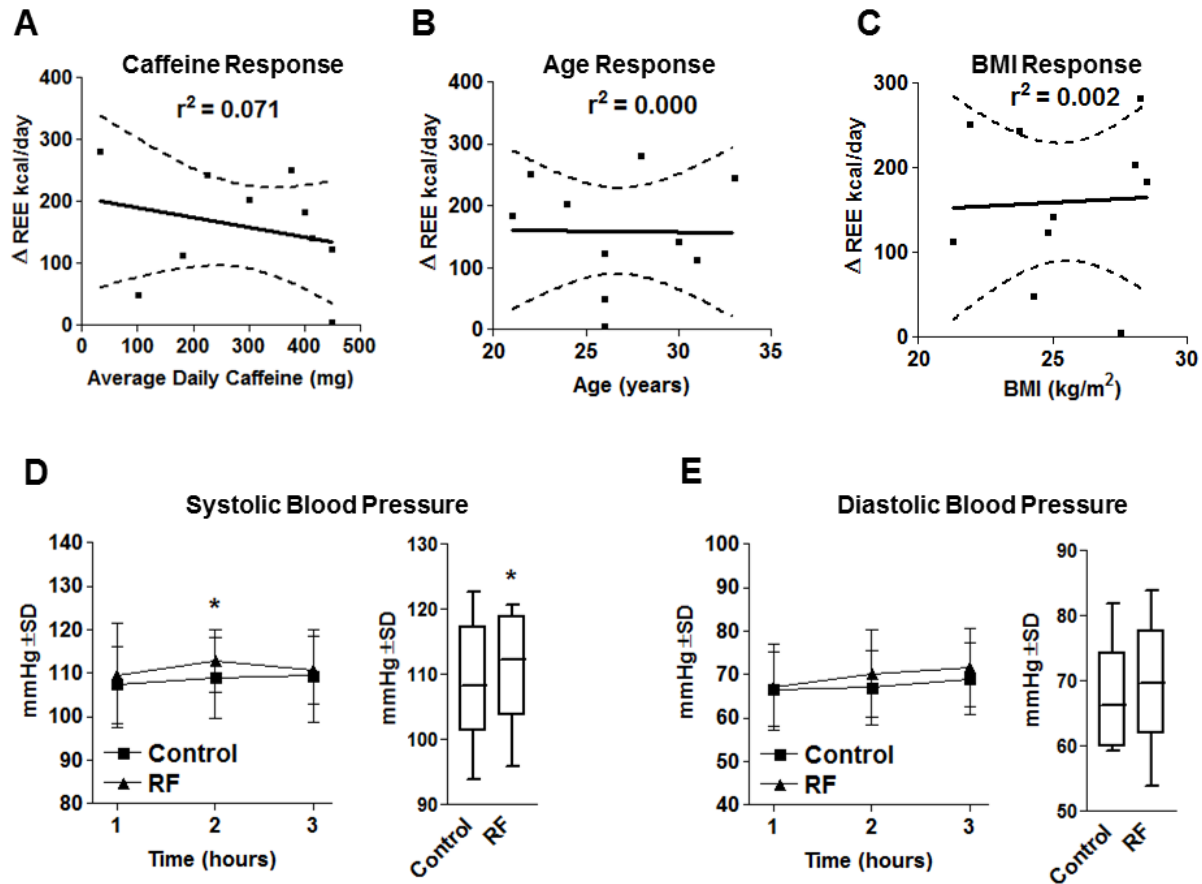 A
Caffeine Response
r² = 0.071
Δ REE kcal/day
400
300
200
100
0
0 100 200 300 400 500
Average Daily Caffeine (mg)
B
Age Response
r² = 0.000
Δ REE kcal/day
400
300
200
100
0
20 25 30 35
Age (years)
C
BMI Response
r² = 0.002
Δ REE kcal/day
300
200
100
0
20 25 30
BMI (kg/m²)
D
Systolic Blood Pressure
mmHg ±SD
140
130
120
110
100
90
80
*
Control
RF
1 2 3
Time (hours)
mmHg ±SD
130
120
110
100
90
*
Control RF
E
Diastolic Blood Pressure
mmHg ±SD
100
90
80
70
60
50
40
Control
RF
1 2 3
Time (hours)
mmHg ±SD
90
80
70
60
50
Control RF